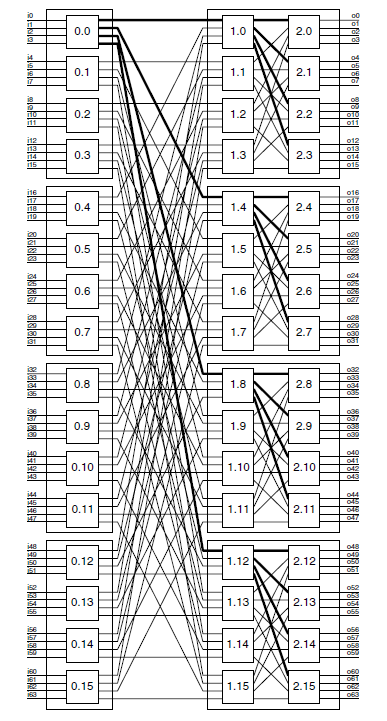 i0 o0
i1 o1
0.0 1.0 2.0
i2 o2
i3 o3
i4 o4
i5 o5
0.1 1.1 2.1
i6 o6
i7 o7
i8 o8
i9 o9
0.2 1.2 2.2
i10 o10
i11 o11
i12 o12
i13 o13
0.3 1.3 2.3
i14 o14
i15 o15
i16 o16
i17 o17
0.4 1.4 2.4
i18 o18
i19 o19
i20 o20
i21 o21
0.5 1.5 2.5
i22 o22
i23 o23
i24 o24
i25 o25
0.6 1.6 2.6
i26 o26
i27 o27
i28 o28
i29 o29
0.7 1.7 2.7
i30 o30
i31 o31
i32 o32
i33 o33
0.8 1.8 2.8
i34 o34
i35 o35
i36 o36
i37 o37
0.9 1.9 2.9
i38 o38
i39 o39
i40 o40
i41 o41
0.10 1.10 2.10
i42 o42
i43 o43
i44 o44
i45 o45
0.11 1.11 2.11
i46 o46
i47 o47
i48 o48
i49 o49
0.12 1.12 2.12
i50 o50
i51 o51
i52 o52
i53 o53
0.13 1.13 2.13
i54 o54
i55 o55
i56 o56
i57 o57
0.14 1.14 2.14
i58 o58
i59 o59
i60 o60
i61 o61
0.15 1.15 2.15
i62 o62
i63 o63